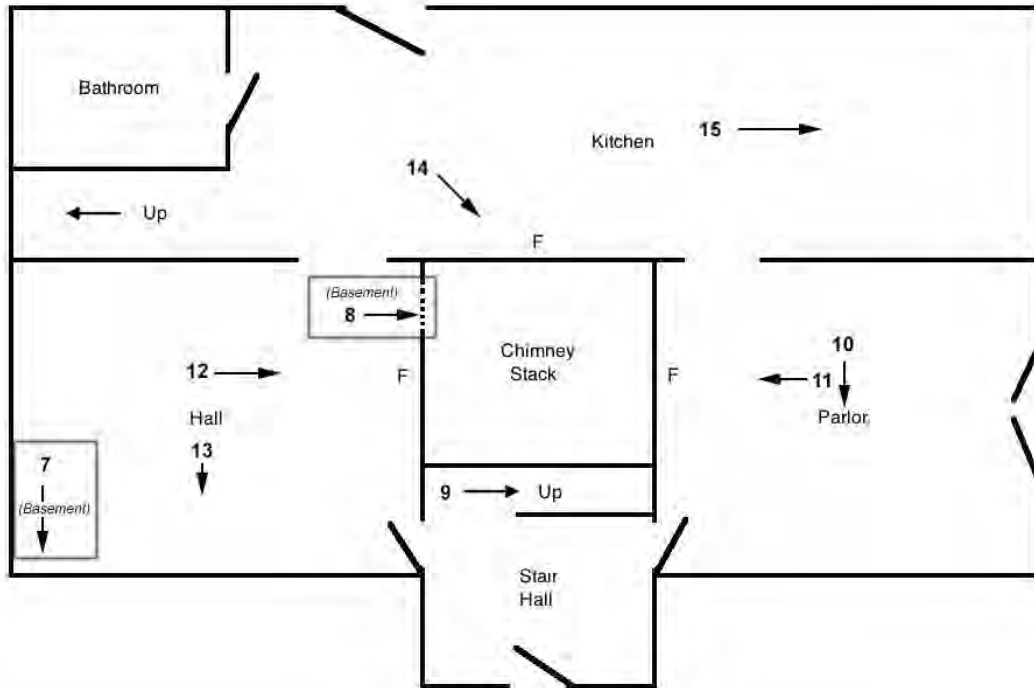 Bathroom
Kitchen
15
14
Up
F
(Basement)
8
Chimney
Stack
12
F
F
10
11
Hall
Parlor
13
7
(Basement)
9
Up
Stair
Hall